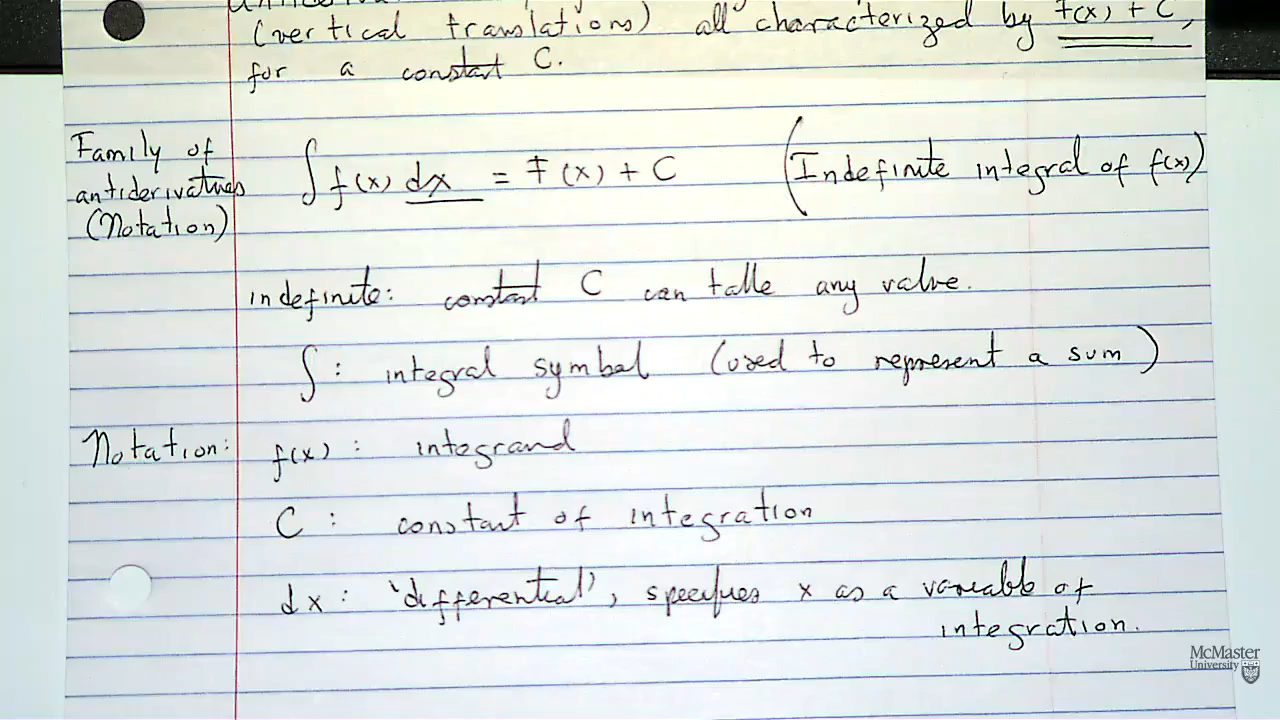 (vertical translations) all characterized by F(x) + C,
for a constant C.
Family of
antiderivatives
(Notation)
∫ f(x) dx = F(x) + C
(Indefinite integral of f(x))
indefinite: constant C can take any value.
∫ : integral symbol (used to represent a sum)
Notation: f(x) : integrand
C : constant of integration
dx : 'differential', specifies x as a variable of
integration.
McMaster
University